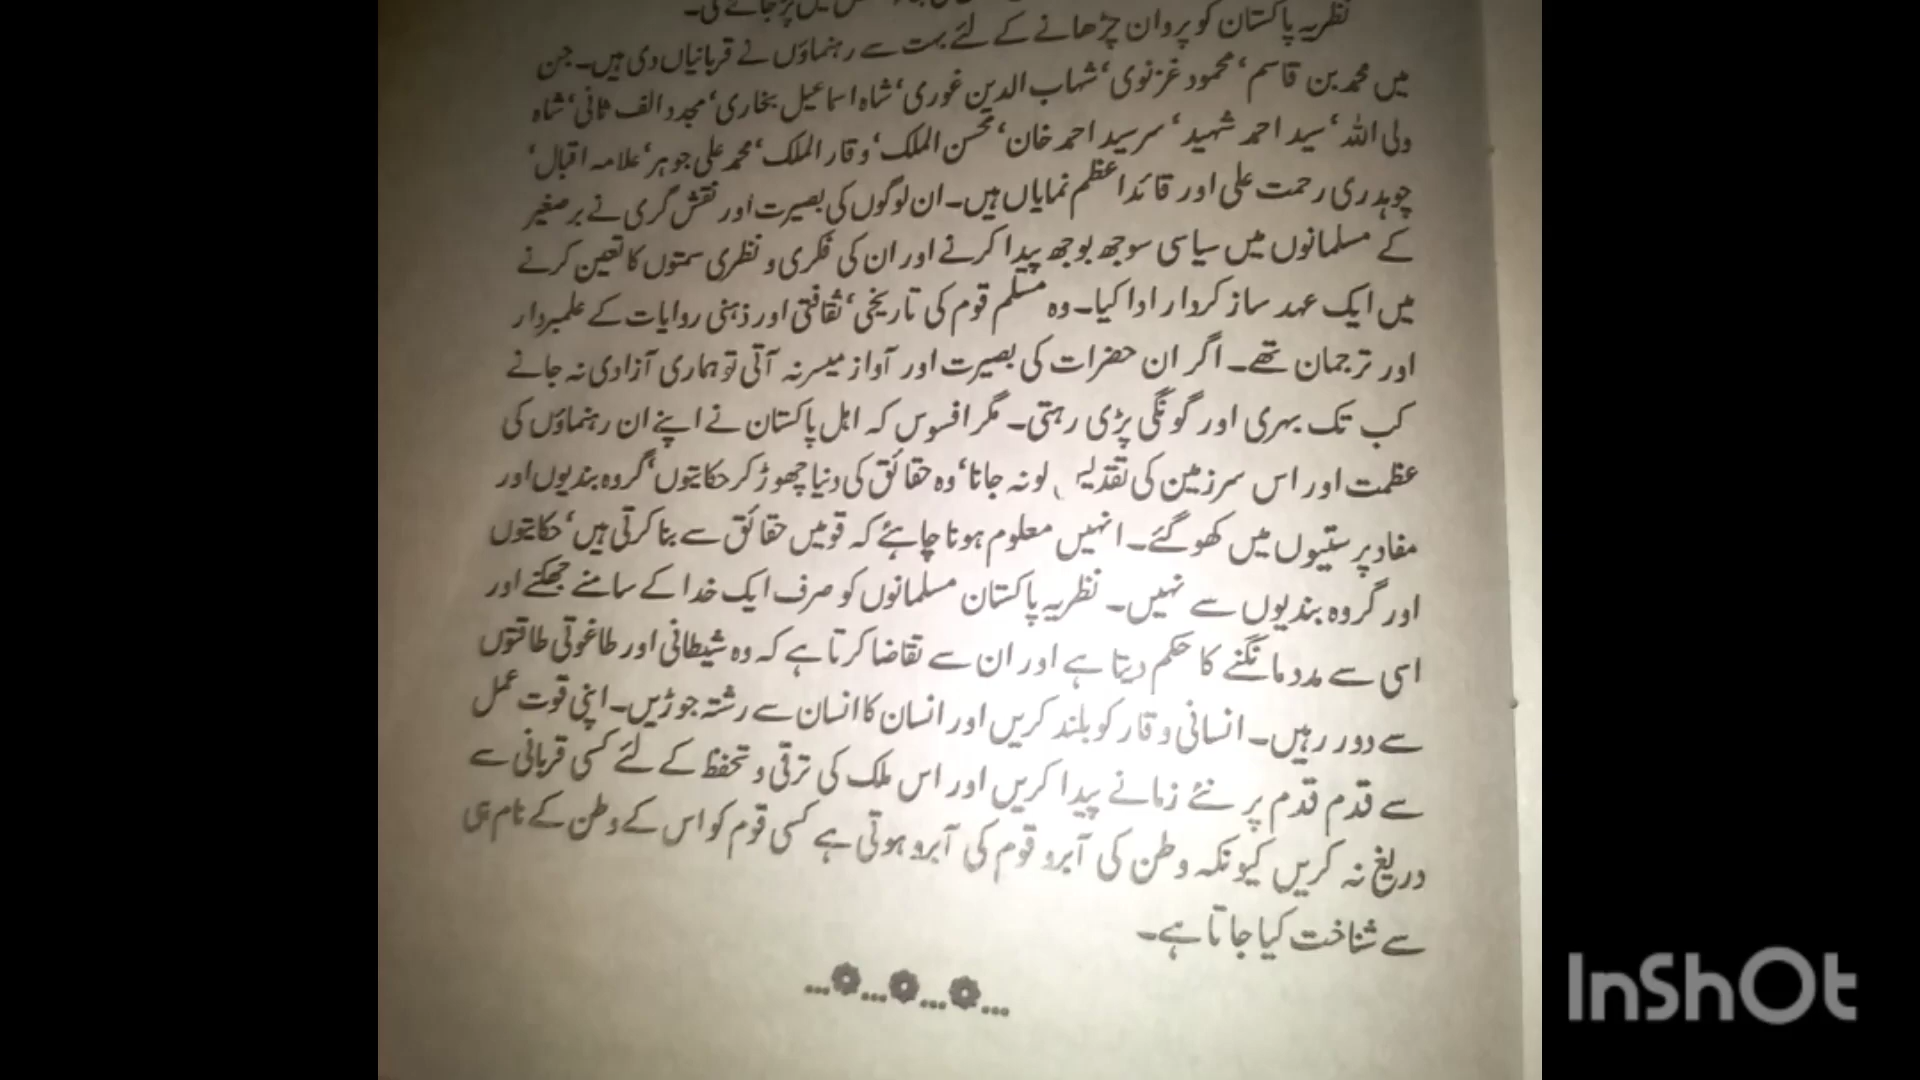 میں پڑ جائے گی۔
نظریہ پاکستان کو پروان چڑھانے کے لئے بہت سے رہنماؤں نے قربانیاں دی ہیں۔ جن
میں محمد بن قاسم‘ محمود غزنوی‘ شہاب الدین غوری‘ شاہ اسماعیل بخاری‘ مجدد الف ثانی‘ شاہ
ولی اللہ‘ سید احمد شہید‘ سرسید احمد خان‘ محسن الملک‘ وقار الملک‘ محمد علی جوہر‘ علامہ اقبال‘
چوہدری رحمت علی اور قائداعظم نمایاں ہیں۔ ان لوگوں کی بصیرت اور نقش گری نے برصغیر
کے مسلمانوں میں سیاسی سوجھ بوجھ پیدا کرنے اور ان کی فکری و نظری سمتوں کا تعین کرنے
میں ایک عہد ساز کردار ادا کیا۔ وہ مسلم قوم کی تاریخی‘ ثقافتی اور ذہنی روایات کے علمبردار
اور ترجمان تھے۔ اگر ان حضرات کی بصیرت اور آواز میسر نہ آتی تو ہماری آزادی نہ جانے
کب تک بہری اور گونگی پڑی رہتی۔ مگر افسوس کہ اہل پاکستان نے اپنے ان رہنماؤں کی
عظمت اور اس سرزمین کی نہ جانا‘ وہ حقائق کی دنیا چھوڑ کر حکایتوں‘ گروہ بندیوں اور
مفاد پرستیوں میں کھو گئے۔ انہیں معلوم ہونا چاہئے کہ قومیں حقائق سے بنا کرتی ہیں‘ حکایتوں
اور گروہ بندیوں سے نہیں۔ نظریہ پاکستان مسلمانوں کو صرف ایک خدا کے سامنے جھکنے اور
اسی سے مدد مانگنے کا حکم دیتا ہے اور ان سے تقاضا کرتا ہے کہ وہ شیطانی اور طاغوتی طاقتوں
سے دور رہیں۔ انسانی وقار کو بلند کریں اور انسان کا انسان سے رشتہ جوڑیں۔ اپنی قوت عمل
سے قدم قدم پر نئے زمانے پیدا کریں اور اس ملک کی ترقی و تحفظ کے لئے کسی قربانی سے
دریغ نہ کریں کیونکہ وطن کی آبرو قوم کی آبرو ہوتی ہے کسی قوم کو اس کے وطن کے نام ہی
سے شناخت کیا جاتا ہے۔
InShOt